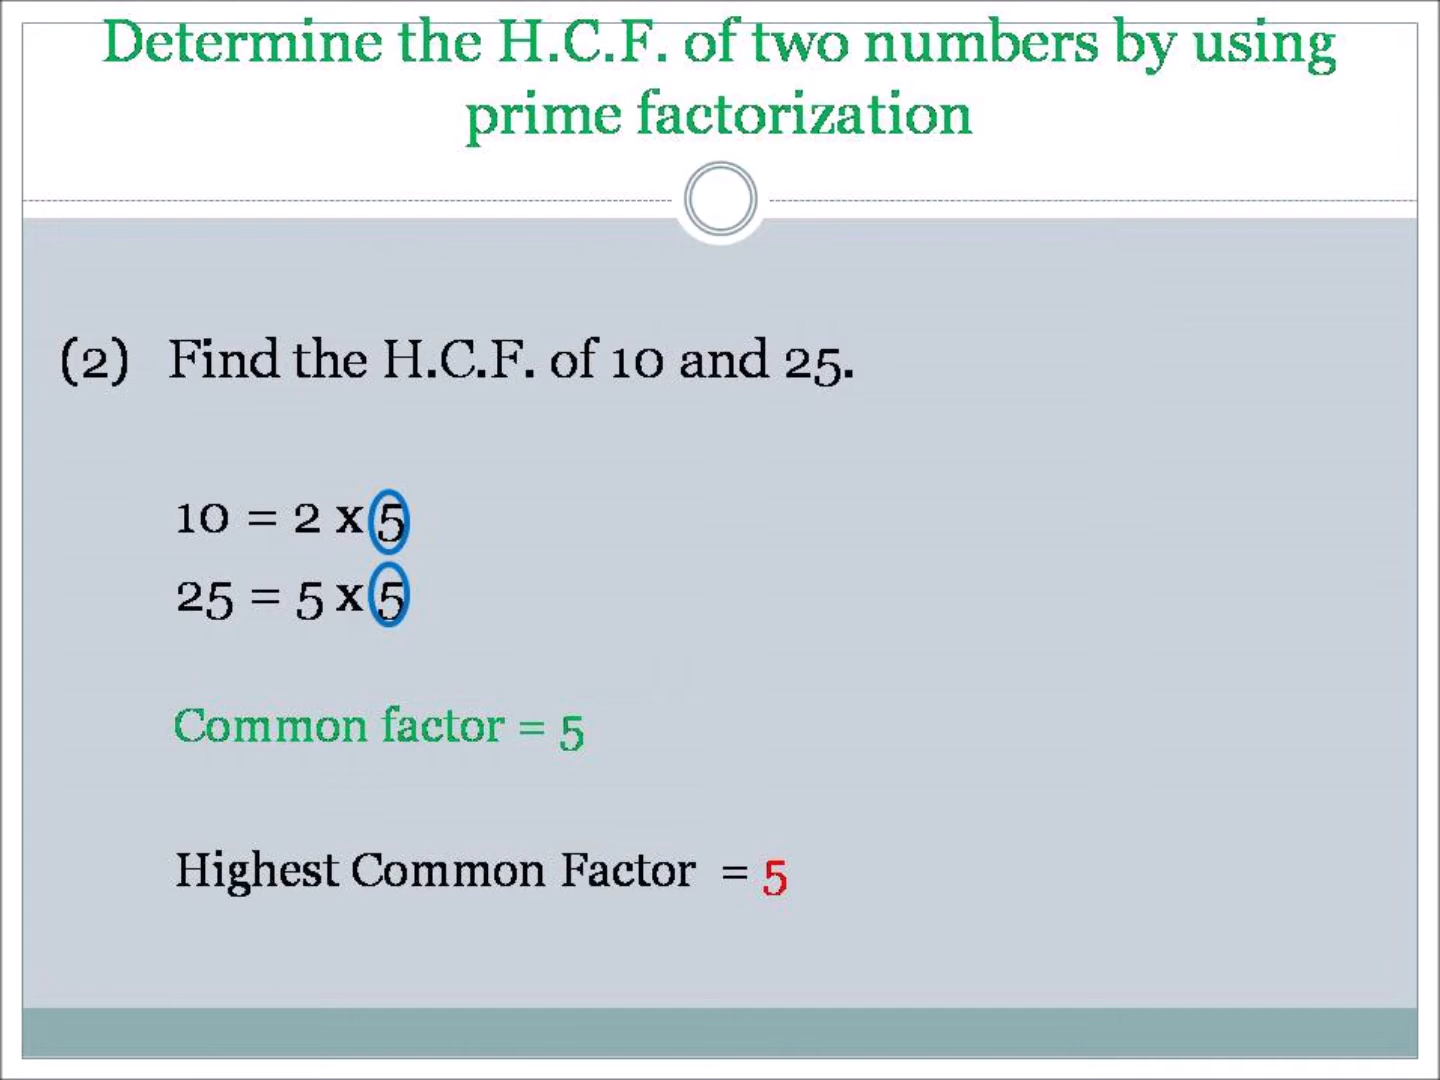 Determine the H.C.F. of two numbers by using
prime factorization
(2) Find the H.C.F. of 10 and 25.
10 = 2 x 5
25 = 5 x 5
Common factor = 5
Highest Common Factor = 5